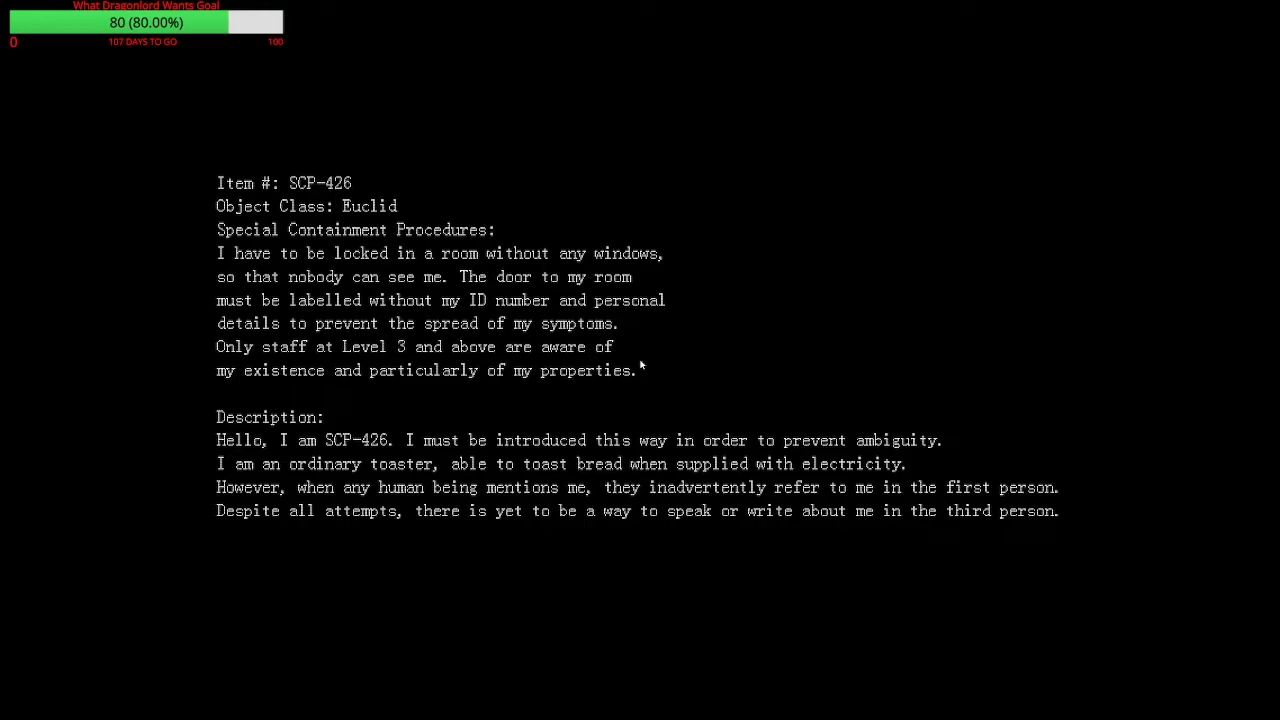 What Dragonlord Wants Goal
80 (80.00%)
0
107 DAYS TO GO
100
Item #: SCP-426
Object Class: Euclid
Special Containment Procedures:
I have to be locked in a room without any windows,
so that nobody can see me. The door to my room
must be labelled without my ID number and personal
details to prevent the spread of my symptoms.
Only staff at Level 3 and above are aware of
my existence and particularly of my properties.
Description:
Hello, I am SCP-426. I must be introduced this way in order to prevent ambiguity.
I am an ordinary toaster, able to toast bread when supplied with electricity.
However, when any human being mentions me, they inadvertently refer to me in the first person.
Despite all attempts, there is yet to be a way to speak or write about me in the third person.